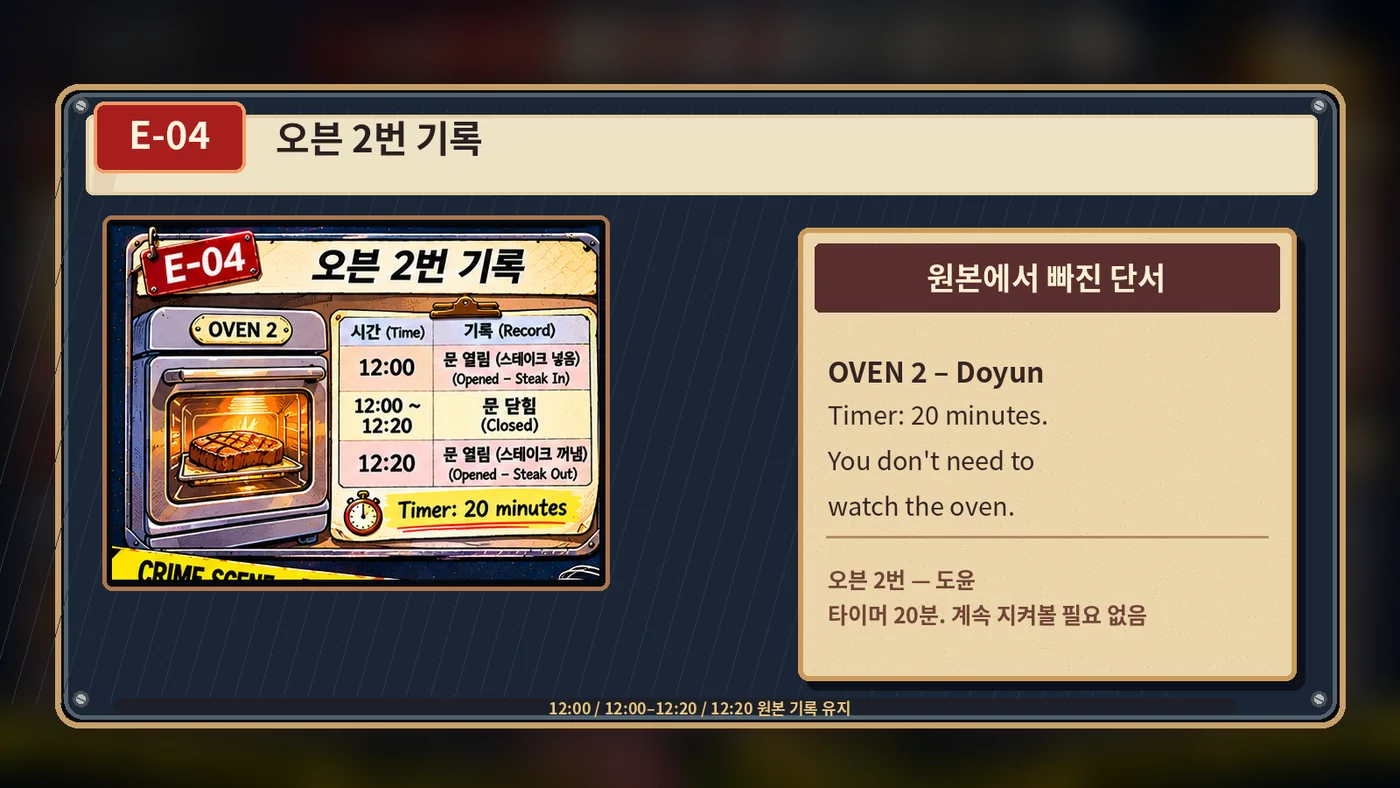 E-04
오븐 2번 기록
E-04
오븐 2번 기록
OVEN 2
시간 (Time) 기록 (Record)
12:00 문 열림 (스테이크 넣음)
(Opened – Steak In)
12:00 ~ 문 닫힘
12:20 (Closed)
12:20 문 열림 (스테이크 꺼냄)
(Opened – Steak Out)
Timer: 20 minutes
CRIME SCENE
원본에서 빠진 단서
OVEN 2 – Doyun
Timer: 20 minutes.
You don't need to
watch the oven.
오븐 2번 — 도윤
타이머 20분. 계속 지켜볼 필요 없음
12:00 / 12:00–12:20 / 12:20 원본 기록 유지